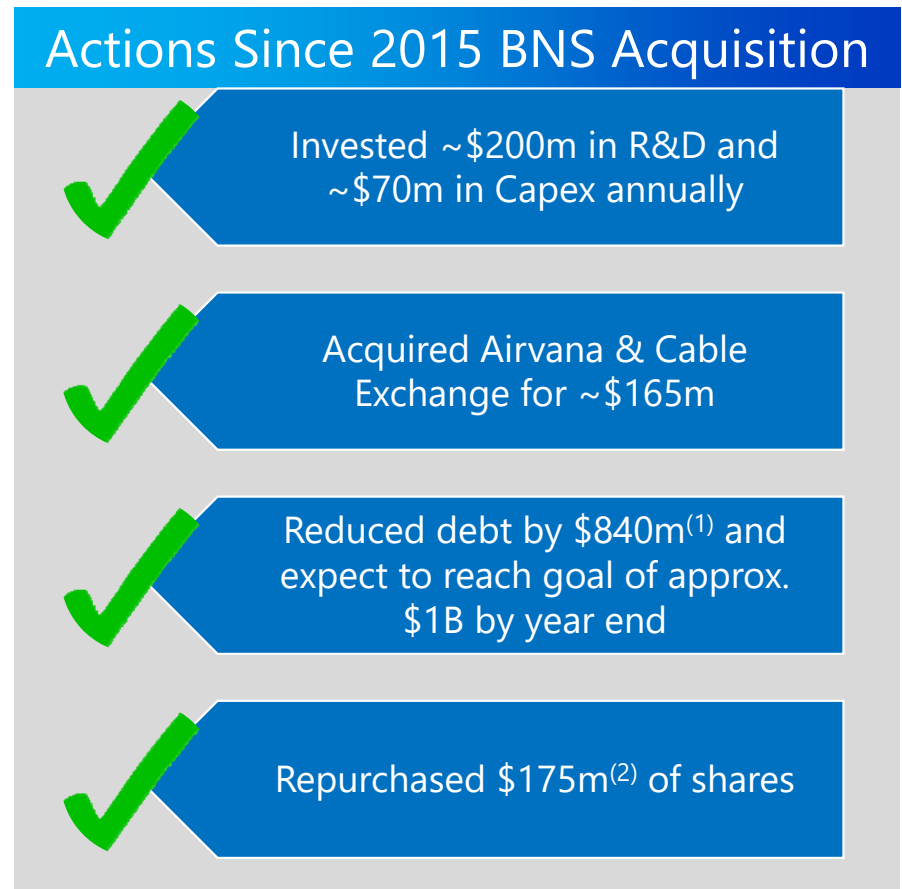 Actions Since 2015 BNS Acquisition
Invested ~$200m in R&D and
~$70m in Capex annually
Acquired Airvana & Cable
Exchange for ~$165m
Reduced debt by $840m(1) and
expect to reach goal of approx.
$1B by year end
Repurchased $175m(2) of shares